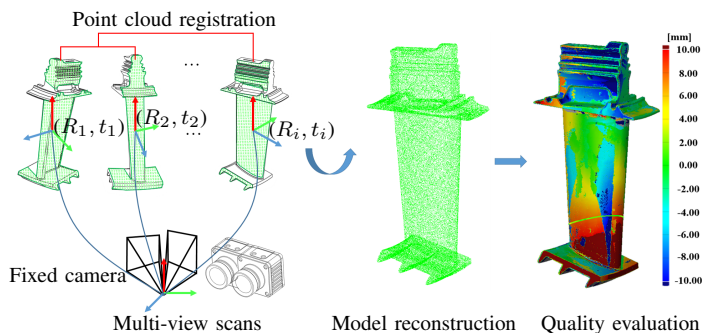 Point cloud registration
...
(R₁, t₁)
(R₂, t₂)
...
(Rᵢ, tᵢ)
Fixed camera
Multi-view scans
Model reconstruction
Quality evaluation
[mm]
10.00
8.00
6.00
4.00
2.00
0.00
-2.00
-4.00
-6.00
-8.00
-10.00